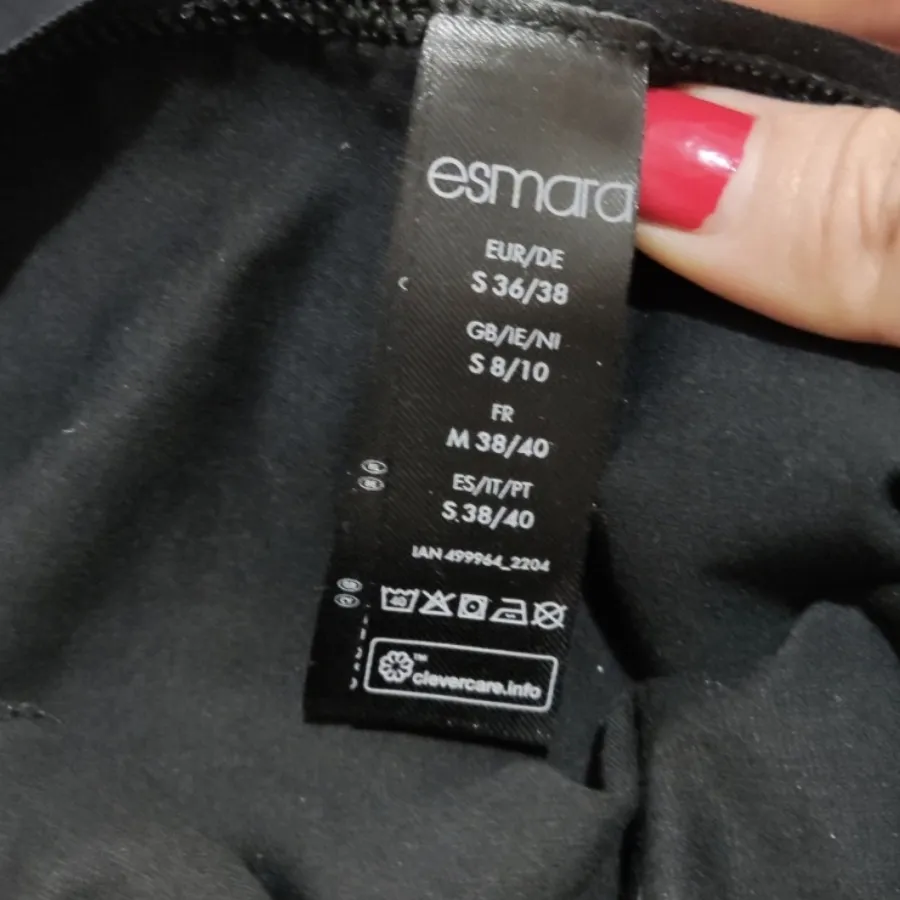 esmara
EUR/DE
S 36/38
GB/IE/NI
S 8/10
FR
M 38/40
ES/IT/PT
S 38/40
IAN 499964_2204
40
clevercare.info